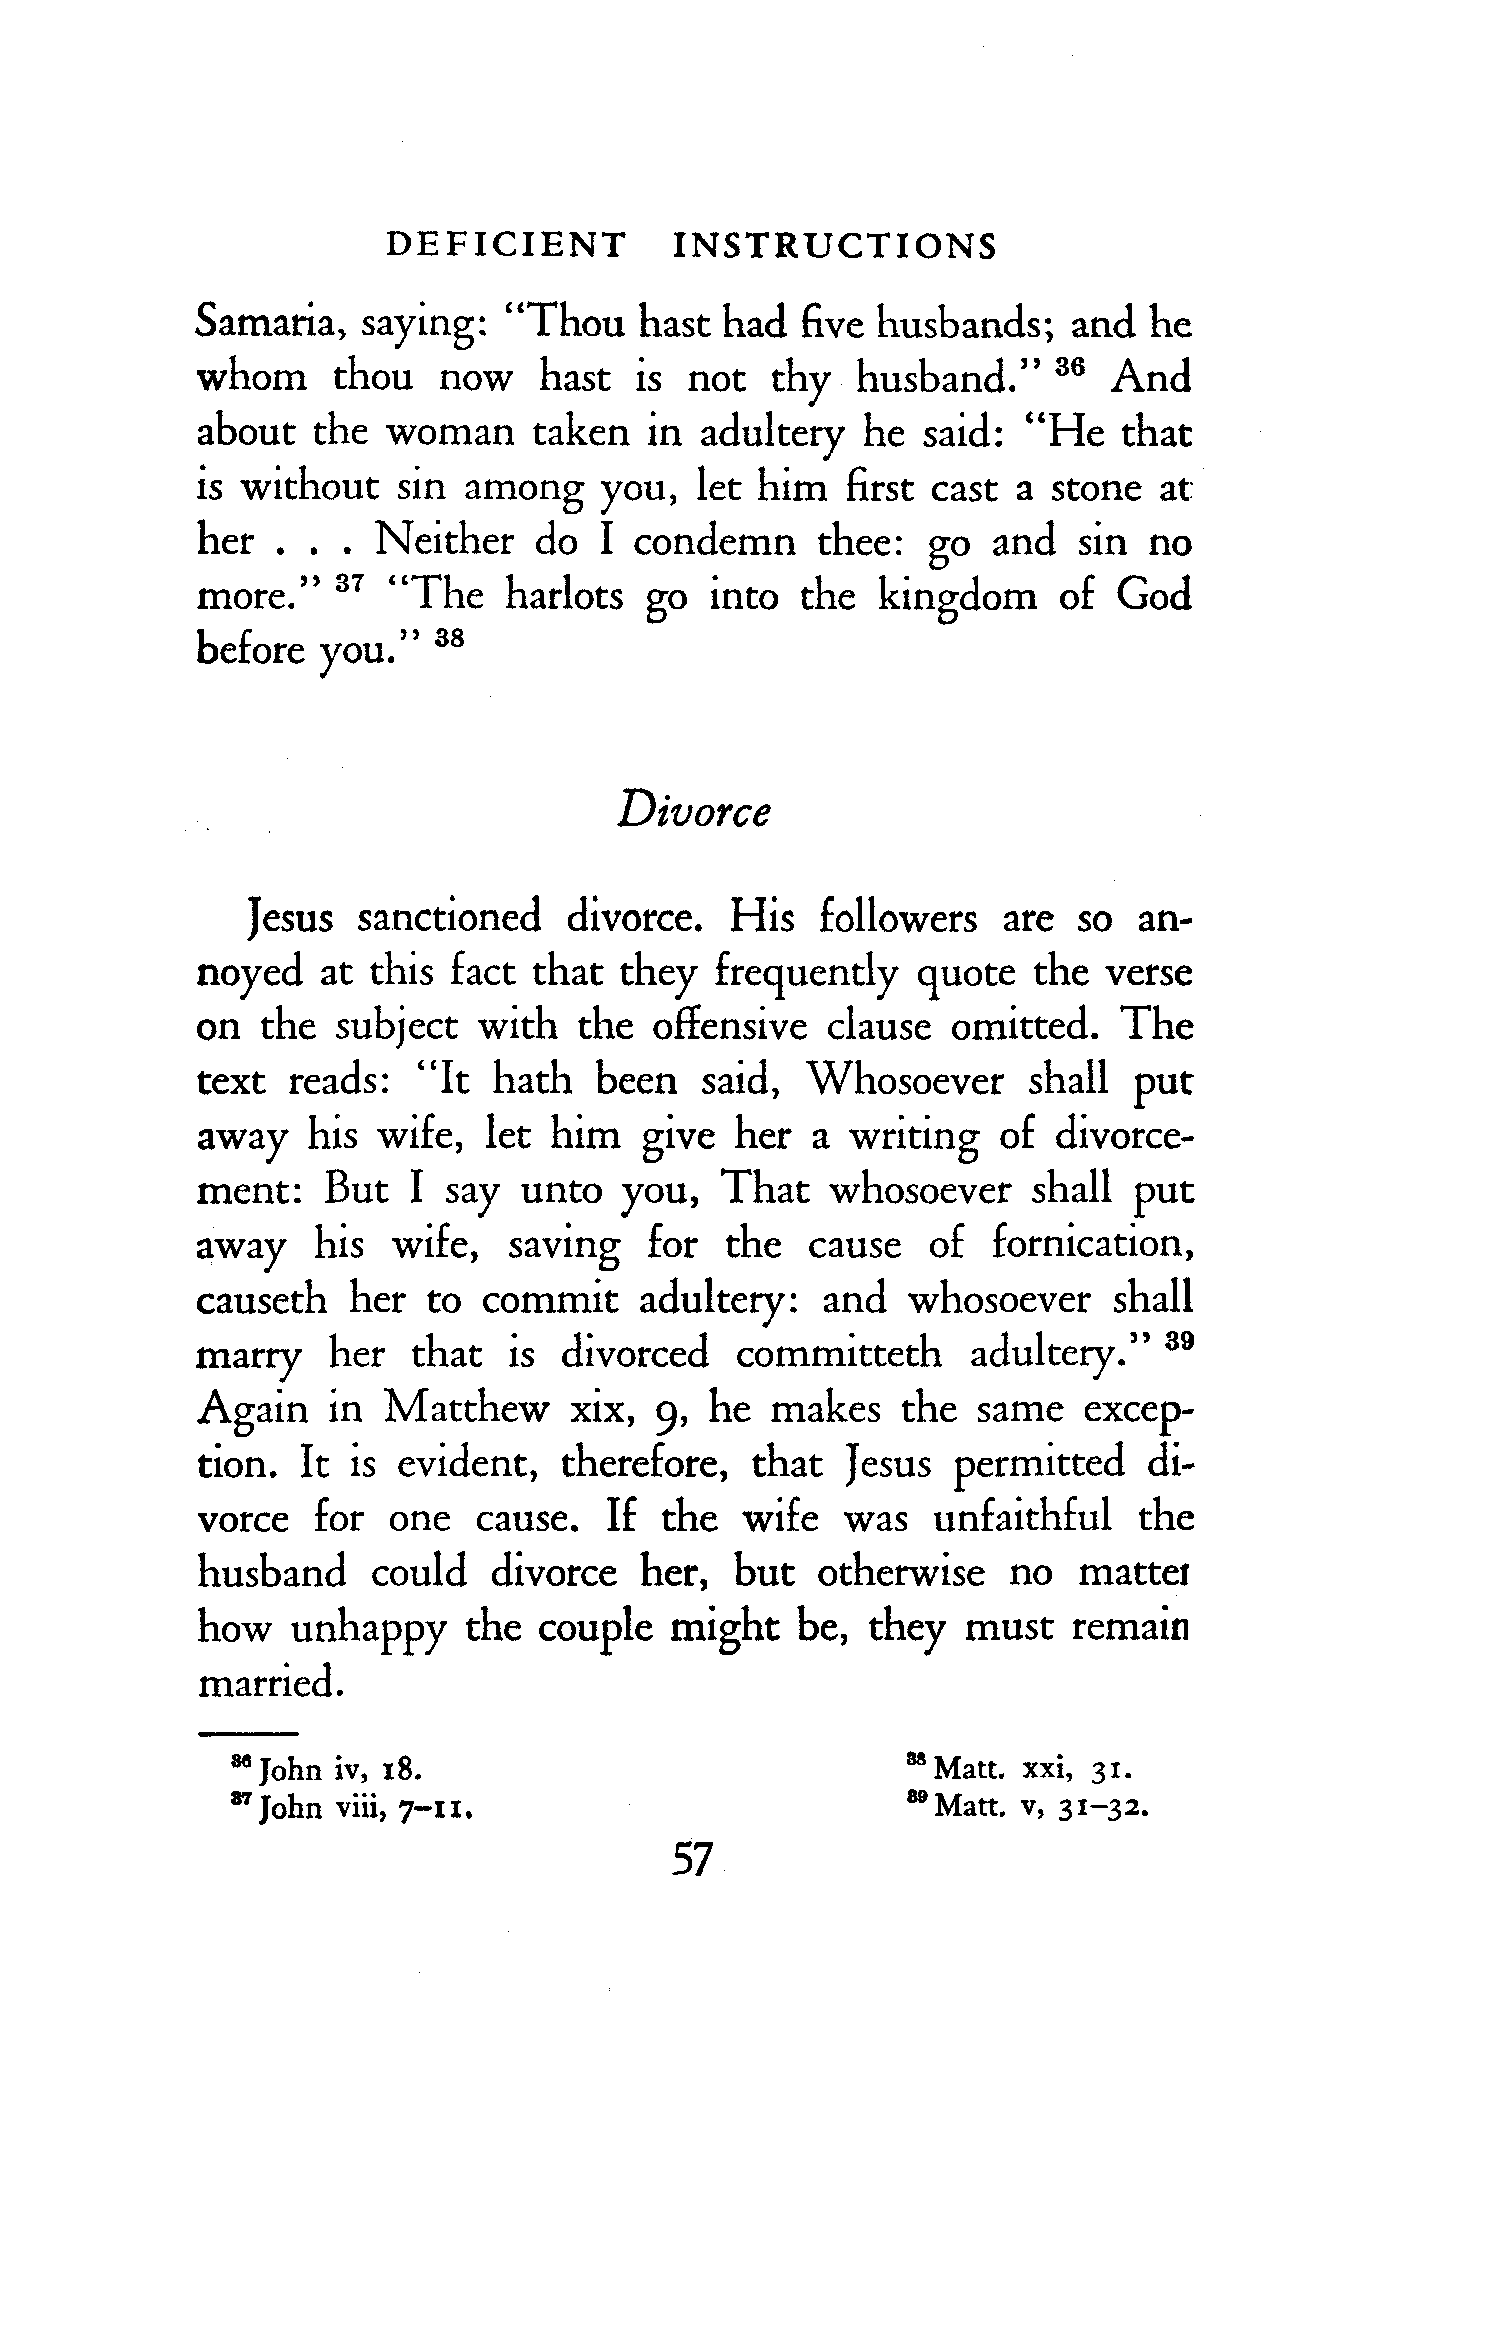 DEFICIENT INSTRUCTIONS
Samaria, saying: "Thou hast had five husbands; and he
whom thou now hast is not thy husband." 36 And
about the woman taken in adultery he said: "He that
is without sin among you, let him first cast a stone at
her . . . Neither do I condemn thee: go and sin no
more." 37 "The harlots go into the kingdom of God
before you." 38
Divorce
Jesus sanctioned divorce. His followers are so an-
noyed at this fact that they frequently quote the verse
on the subject with the offensive clause omitted. The
text reads: "It hath been said, Whosoever shall put
away his wife, let him give her a writing of divorce-
ment: But I say unto you, That whosoever shall put
away his wife, saving for the cause of fornication,
causeth her to commit adultery: and whosoever shall
marry her that is divorced committeth adultery." 39
Again in Matthew xix, 9, he makes the same excep-
tion. It is evident, therefore, that Jesus permitted di-
vorce for one cause. If the wife was unfaithful the
husband could divorce her, but otherwise no matter
how unhappy the couple might be, they must remain
married.
36 John iv, 18.
37 John viii, 7–11.
38 Matt. xxi, 31.
39 Matt. v, 31–32.
57